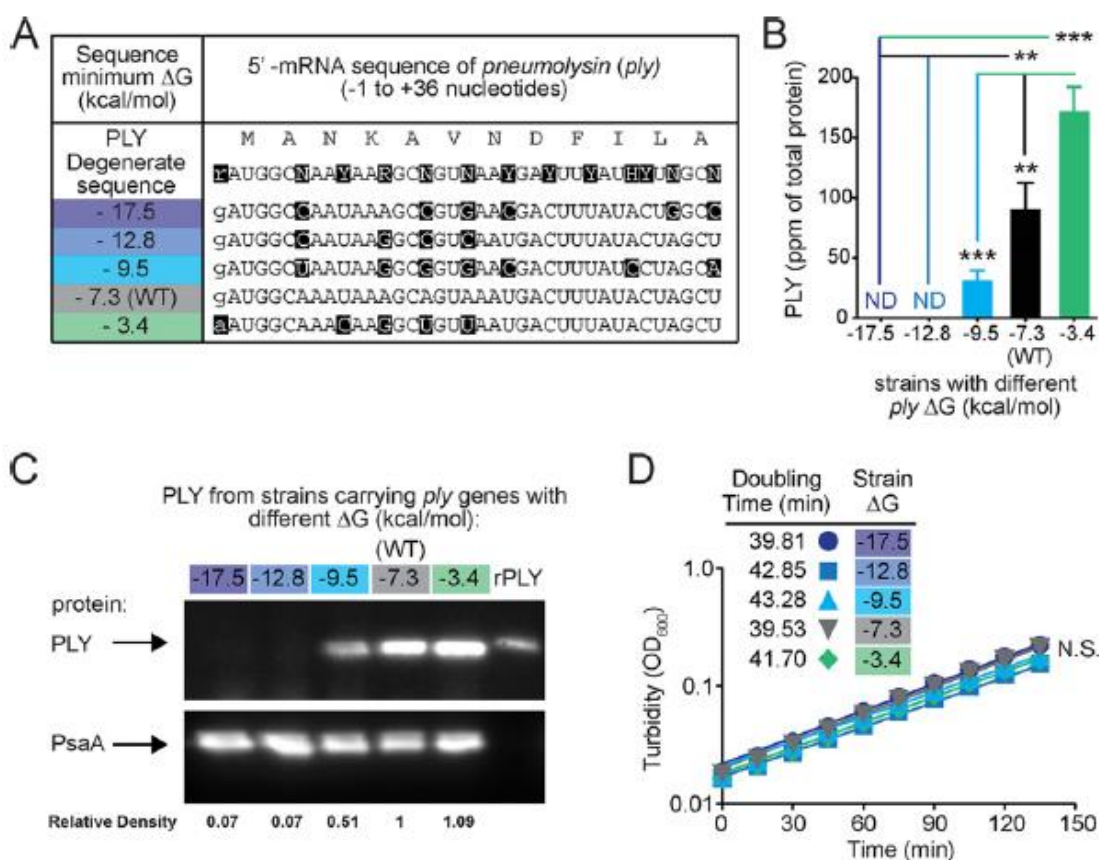 A
Sequence
minimum ΔG
(kcal/mol)
5' -mRNA sequence of pneumolysin (ply)
(-1 to +36 nucleotides)
PLY
Degenerate
sequence
M A N K A V N D F I L A
rAUGGCNAAYAARGCNGUNAAYGAYUUYAUHYUNGCN
- 17.5
gAUGGCCAAUAAAGCCGUGAACGACUUUAUACUGGCC
- 12.8
gAUGGCCAAUAAGGCCGUCAAUGACUUUAUACUAGCU
- 9.5
gAUGGCUAAUAAGGCGGUGAACGACUUUAUCCUAGCA
- 7.3 (WT)
gAUGGCAAAUAAAGCAGUAAAUGACUUUAUACUAGCU
- 3.4
aAUGGCAAACAAGGCUGUUAAUGACUUUAUACUAGCU
B
PLY (ppm of total protein)
200
150
100
50
0
***
**
**
***
ND
ND
-17.5 -12.8 -9.5 -7.3 -3.4
(WT)
strains with different
ply ΔG (kcal/mol)
C
PLY from strains carrying ply genes with
different ΔG (kcal/mol):
(WT)
-17.5 -12.8 -9.5 -7.3 -3.4 rPLY
protein:
PLY
PsaA
Relative Density 0.07 0.07 0.51 1 1.09
D
Doubling
Time (min)
Strain
ΔG
39.81 -17.5
42.85 -12.8
43.28 -9.5
39.53 -7.3
41.70 -3.4
Turbidity (OD600)
1.0
0.1
0.01
N.S.
0 30 60 90 120 150
Time (min)